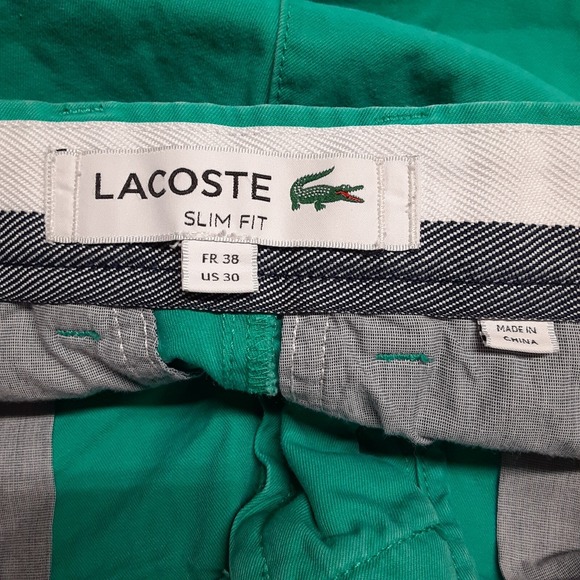 LACOSTE
SLIM FIT
FR 38
US 30
MADE IN
CHINA